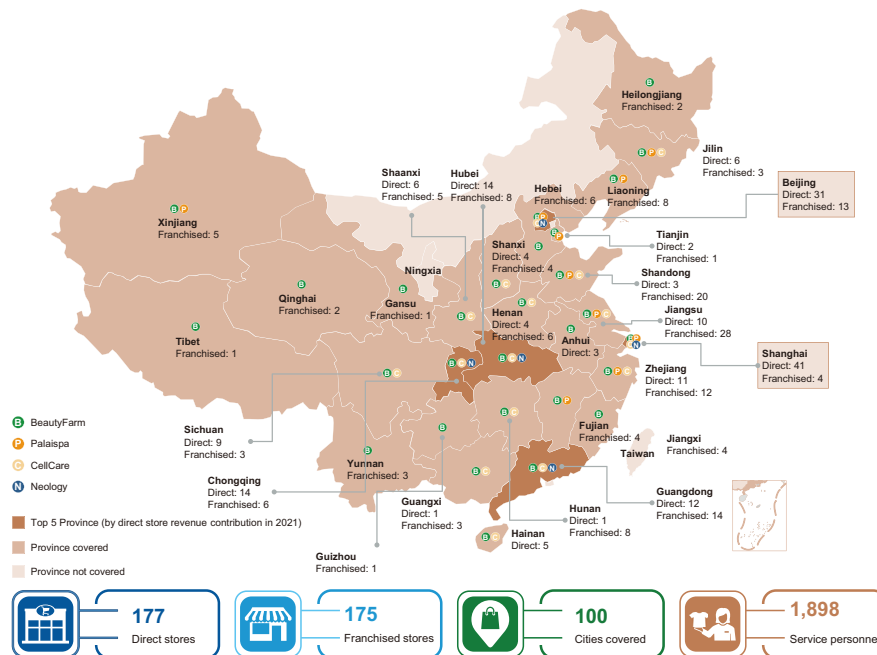 Heilongjiang
Franchised: 2
Jilin
Direct: 6
Franchised: 3
Shaanxi
Direct: 6
Franchised: 5
Hubei
Direct: 14
Franchised: 8
Hebei
Franchised: 6
Liaoning
Franchised: 8
Beijing
Direct: 31
Franchised: 13
Xinjiang
Franchised: 5
Tianjin
Direct: 2
Franchised: 1
Shanxi
Direct: 4
Franchised: 4
Ningxia
Shandong
Direct: 3
Franchised: 20
Qinghai
Franchised: 2
Gansu
Franchised: 1
Henan
Direct: 4
Franchised: 6
Jiangsu
Direct: 10
Franchised: 28
Tibet
Franchised: 1
Anhui
Direct: 3
Shanghai
Direct: 41
Franchised: 4
Zhejiang
Direct: 11
Franchised: 12
B BeautyFarm
P Palaispa
C CellCare
N Neology
Sichuan
Direct: 9
Franchised: 3
Fujian
Franchised: 4
Taiwan
Jiangxi
Franchised: 4
Yunnan
Franchised: 3
Chongqing
Direct: 14
Franchised: 6
Guangxi
Direct: 1
Franchised: 3
Hunan
Direct: 1
Franchised: 8
Guangdong
Direct: 12
Franchised: 14
Hainan
Direct: 5
Guizhou
Franchised: 1
Top 5 Province (by direct store revenue contribution in 2021)
Province covered
Province not covered
177
Direct stores
175
Franchised stores
100
Cities covered
1,898
Service personne